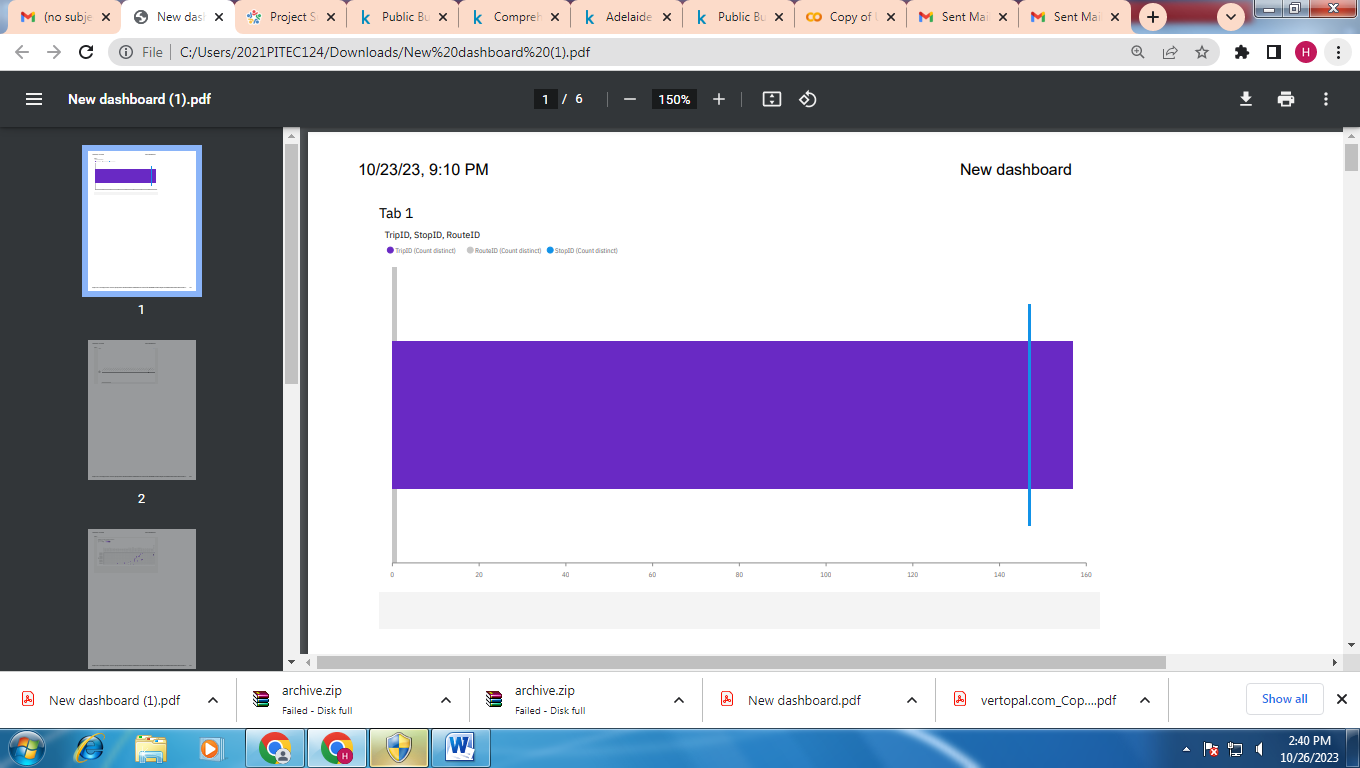 (no subje
New das
Project S
Public Bu
Compreh
Adelaide
Public Bu
Copy of U
Sent Mai
Sent Mai
File
C:/Users/2021PITEC124/Downloads/New%20dashboard%20(1).pdf
H
New dashboard (1).pdf
1 / 6
150%
10/23/23, 9:10 PM
New dashboard
Tab 1
TripID, StopID, RouteID
TripID (Count distinct) RouteID (Count distinct) StopID (Count distinct)
0 20 40 60 80 100 120 140 160
1
2
New dashboard (1).pdf
archive.zip
Failed - Disk full
archive.zip
Failed - Disk full
New dashboard.pdf
vertopal.com_Cop....pdf
Show all
H
W
2:40 PM
10/26/2023